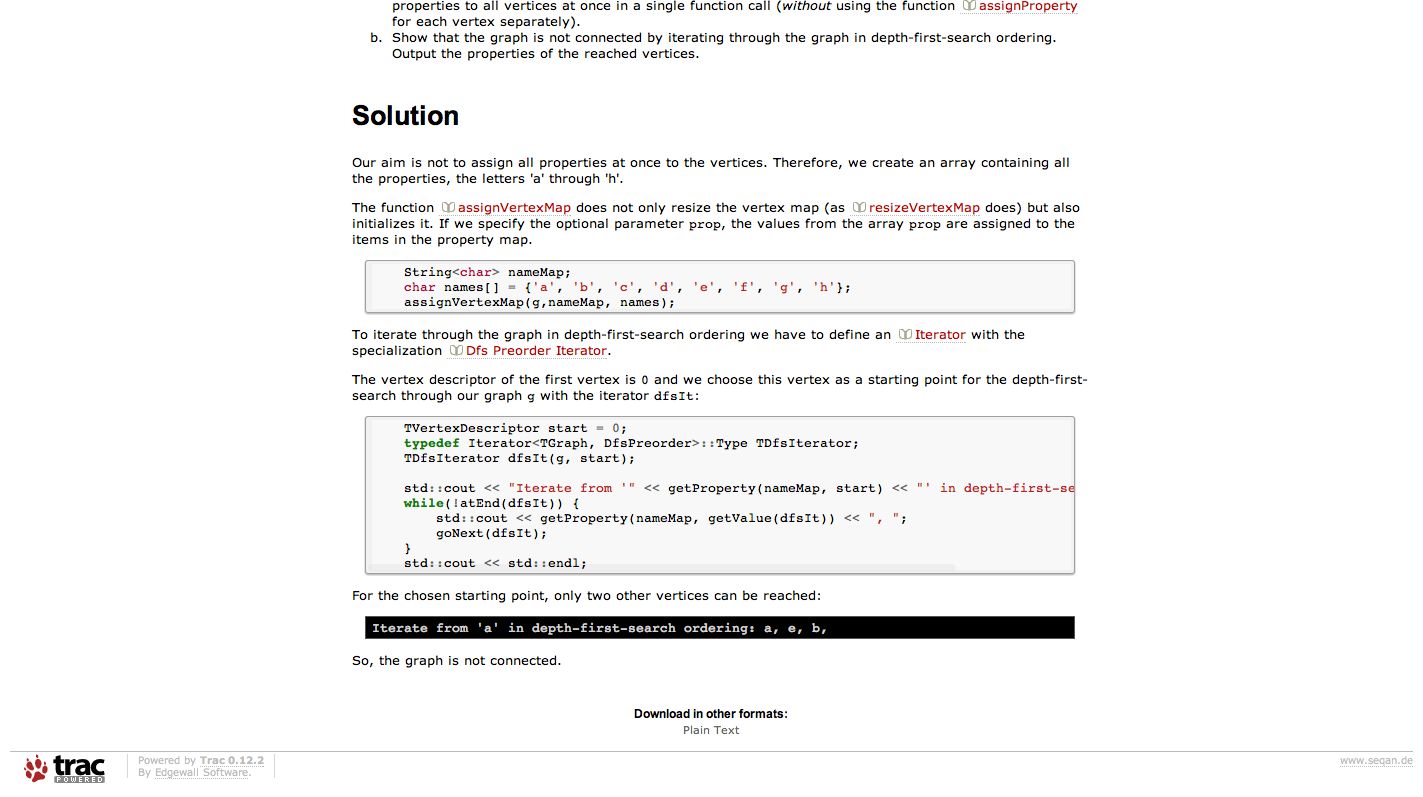 properties to all vertices at once in a single function call (without using the function assignProperty
for each vertex separately).
b. Show that the graph is not connected by iterating through the graph in depth-first-search ordering.
Output the properties of the reached vertices.
Solution
Our aim is not to assign all properties at once to the vertices. Therefore, we create an array containing all
the properties, the letters 'a' through 'h'.
The function assignVertexMap does not only resize the vertex map (as resizeVertexMap does) but also
initializes it. If we specify the optional parameter prop, the values from the array prop are assigned to the
items in the property map.
String<char> nameMap;
char names[] = {'a', 'b', 'c', 'd', 'e', 'f', 'g', 'h'};
assignVertexMap(g,nameMap, names);
To iterate through the graph in depth-first-search ordering we have to define an Iterator with the
specialization Dfs Preorder Iterator.
The vertex descriptor of the first vertex is 0 and we choose this vertex as a starting point for the depth-first-
search through our graph g with the iterator dfsIt:
TVertexDescriptor start = 0;
typedef Iterator<TGraph, DfsPreorder>::Type TDfsIterator;
TDfsIterator dfsIt(g, start);
std::cout << "Iterate from '" << getProperty(nameMap, start) << "' in depth-first-se
while(!atEnd(dfsIt)) {
std::cout << getProperty(nameMap, getValue(dfsIt)) << ", ";
goNext(dfsIt);
}
std::cout << std::endl;
For the chosen starting point, only two other vertices can be reached:
Iterate from 'a' in depth-first-search ordering: a, e, b,
So, the graph is not connected.
Download in other formats:
Plain Text
trac
POWERED
Powered by Trac 0.12.2
By Edgewall Software.
www.seqan.de